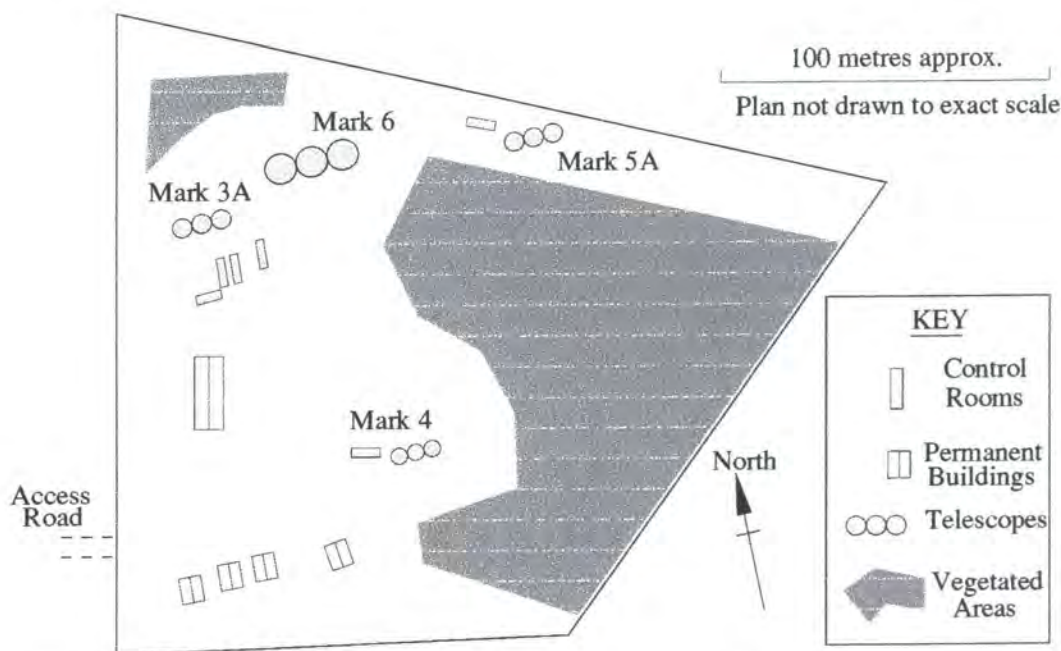 100 metres approx.
Plan not drawn to exact scale
Mark 6
Mark 5A
Mark 3A
Mark 4
North
Access
Road
KEY
Control
Rooms
Permanent
Buildings
Telescopes
Vegetated
Areas